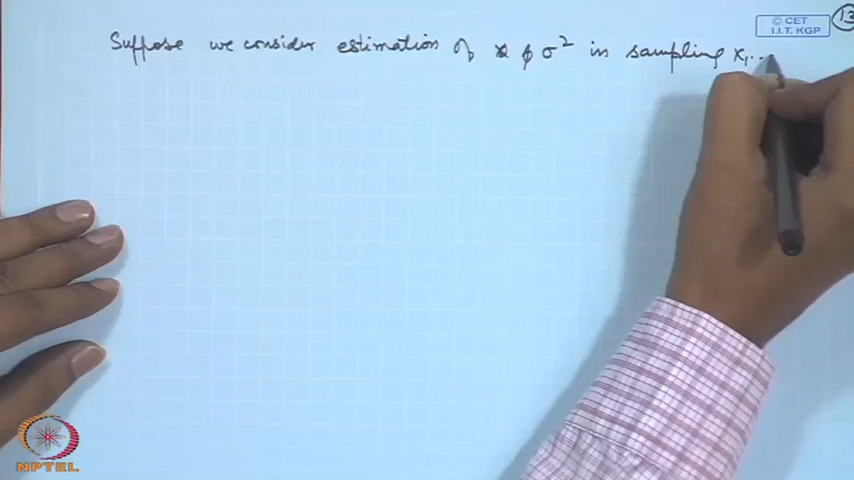 Suppose we consider estimation of σ² in sampling X₁...
© CET
I.I.T. KGP
13
NPTEL